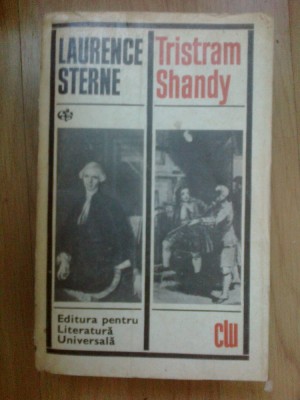 LAURENCE
STERNE
Tristram
Shandy
Editura pentru
Literatură
Universală
clu